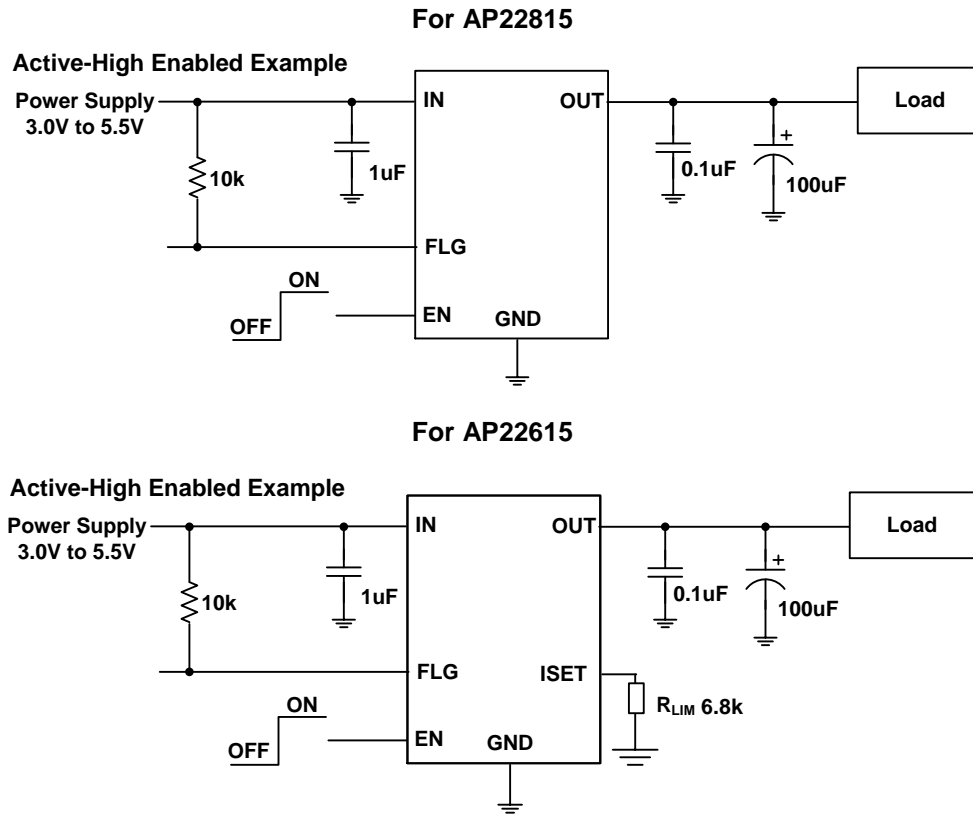 For AP22815
Active-High Enabled Example
Power Supply
3.0V to 5.5V
IN
OUT
Load
10k
1uF
0.1uF
+
100uF
FLG
ON
OFF
EN
GND
For AP22615
Active-High Enabled Example
Power Supply
3.0V to 5.5V
IN
OUT
Load
10k
1uF
0.1uF
+
100uF
FLG
ISET
RLIM 6.8k
ON
OFF
EN
GND